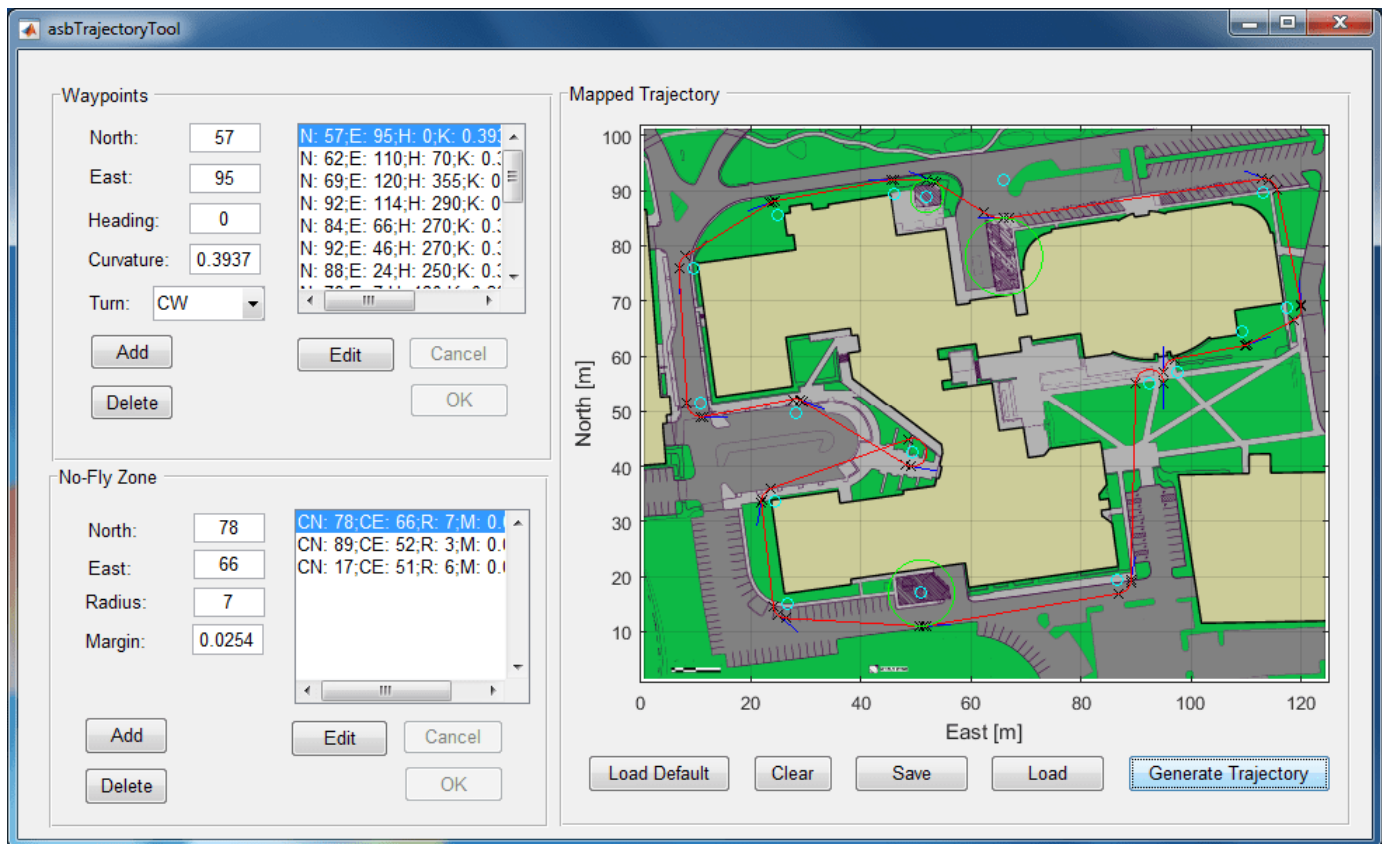 asbTrajectoryTool
Waypoints
North: 57
East: 95
Heading: 0
Curvature: 0.3937
Turn: CW
Add
Delete
N: 57;E: 95;H: 0;K: 0.393
N: 62;E: 110;H: 70;K: 0.3
N: 69;E: 120;H: 355;K: 0
N: 92;E: 114;H: 290;K: 0
N: 84;E: 66;H: 270;K: 0.3
N: 92;E: 46;H: 270;K: 0.3
N: 88;E: 24;H: 250;K: 0.3
Edit
Cancel
OK
No-Fly Zone
North: 78
East: 66
Radius: 7
Margin: 0.0254
Add
Delete
CN: 78;CE: 66;R: 7;M: 0.0
CN: 89;CE: 52;R: 3;M: 0.0
CN: 17;CE: 51;R: 6;M: 0.0
Edit
Cancel
OK
Mapped Trajectory
100
90
80
70
60
50
40
30
20
10
North [m]
0 20 40 60 80 100 120
East [m]
Load Default
Clear
Save
Load
Generate Trajectory